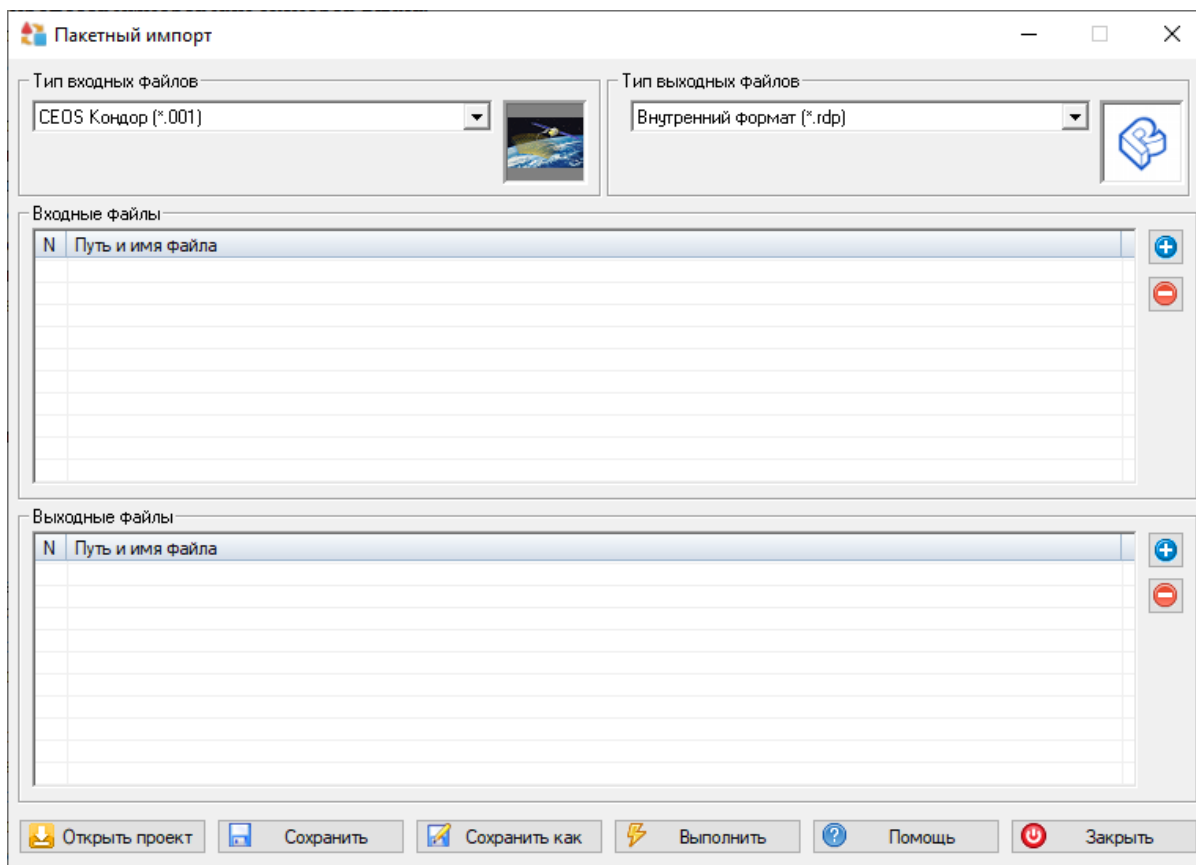 Пакетный импорт
Тип входных файлов
Тип выходных файлов
CEOS Кондор (*.001)
Внутренний формат (*.rdp)
Входные файлы
N Путь и имя файла
Выходные файлы
N Путь и имя файла
Открыть проект Сохранить Сохранить как Выполнить Помощь Закрыть